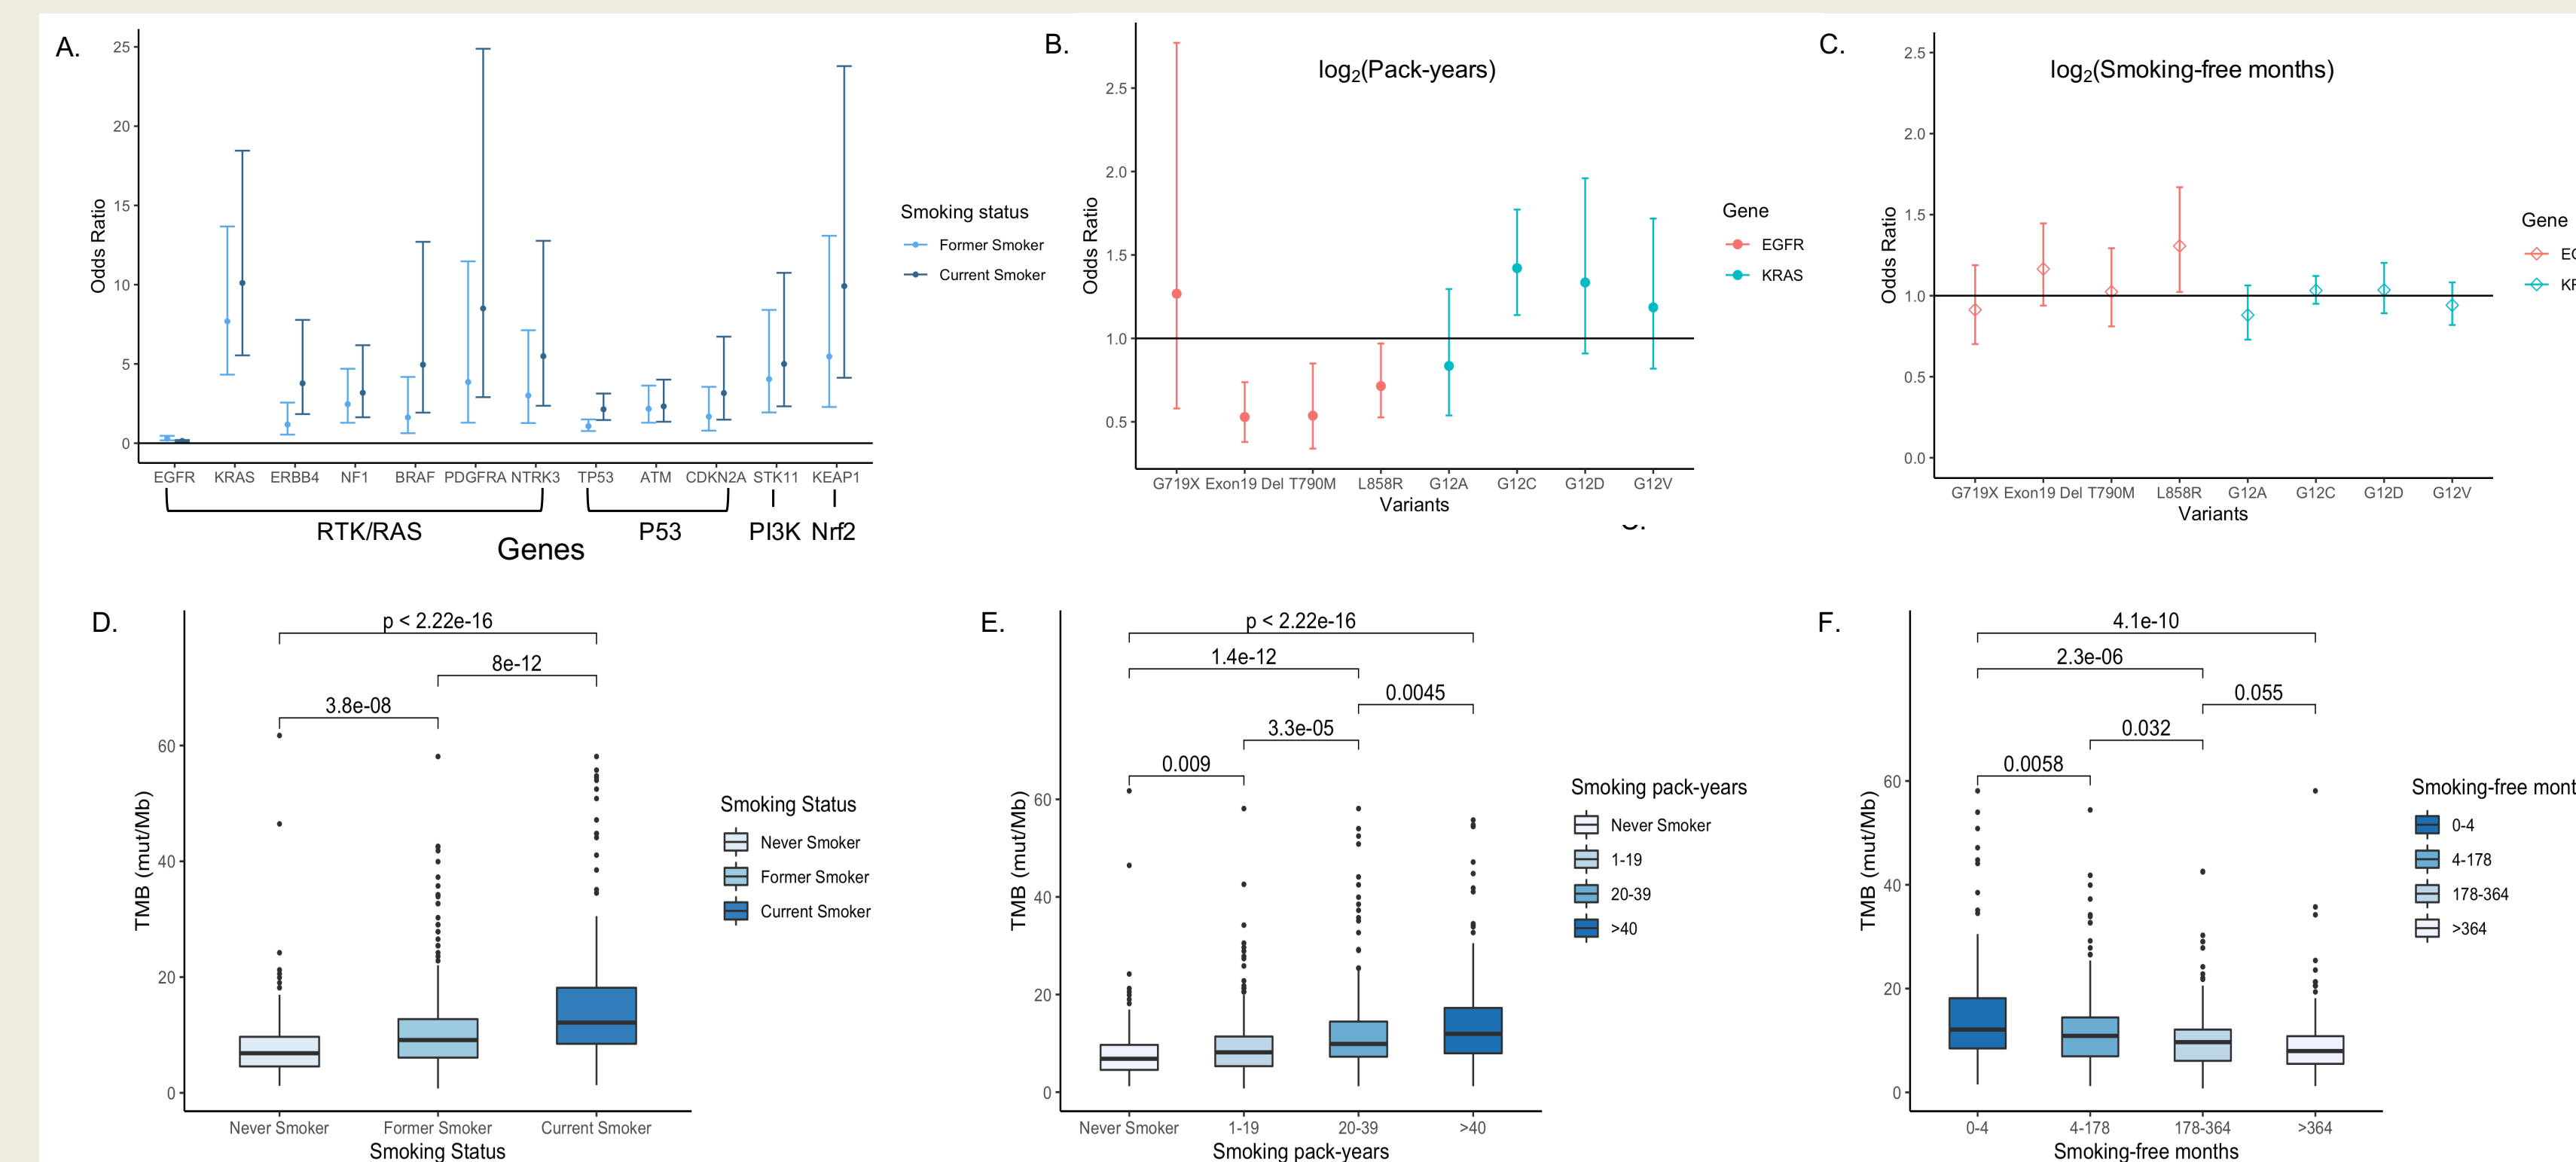 A.
25
20
15
10
5
0
Odds Ratio
EGFR KRAS ERBB4 NF1 BRAF PDGFRA NTRK3 TP53 ATM CDKN2A STK11 KEAP1
RTK/RAS P53 PI3K Nrf2
Genes
Smoking status
Former Smoker
Current Smoker
B.
log2(Pack-years)
2.5
2.0
1.5
1.0
0.5
Odds Ratio
G719X Exon19 Del T790M L858R G12A G12C G12D G12V
Variants
Gene
EGFR
KRAS
C.
log2(Smoking-free months)
2.5
2.0
1.5
1.0
0.5
0.0
Odds Ratio
G719X Exon19 Del T790M L858R G12A G12C G12D G12V
Variants
Gene
D.
p < 2.22e-16
8e-12
3.8e-08
60
40
20
0
TMB (mut/Mb)
Never Smoker Former Smoker Current Smoker
Smoking Status
Smoking Status
Never Smoker
Former Smoker
Current Smoker
E.
p < 2.22e-16
1.4e-12
0.0045
3.3e-05
0.009
60
40
20
0
TMB (mut/Mb)
Never Smoker 1-19 20-39 >40
Smoking pack-years
Smoking pack-years
Never Smoker
1-19
20-39
>40
F.
4.1e-10
2.3e-06
0.055
0.032
0.0058
60
40
20
0
TMB (mut/Mb)
0-4 4-178 178-364 >364
Smoking-free months
Smoking-free mont
0-4
4-178
178-364
>364